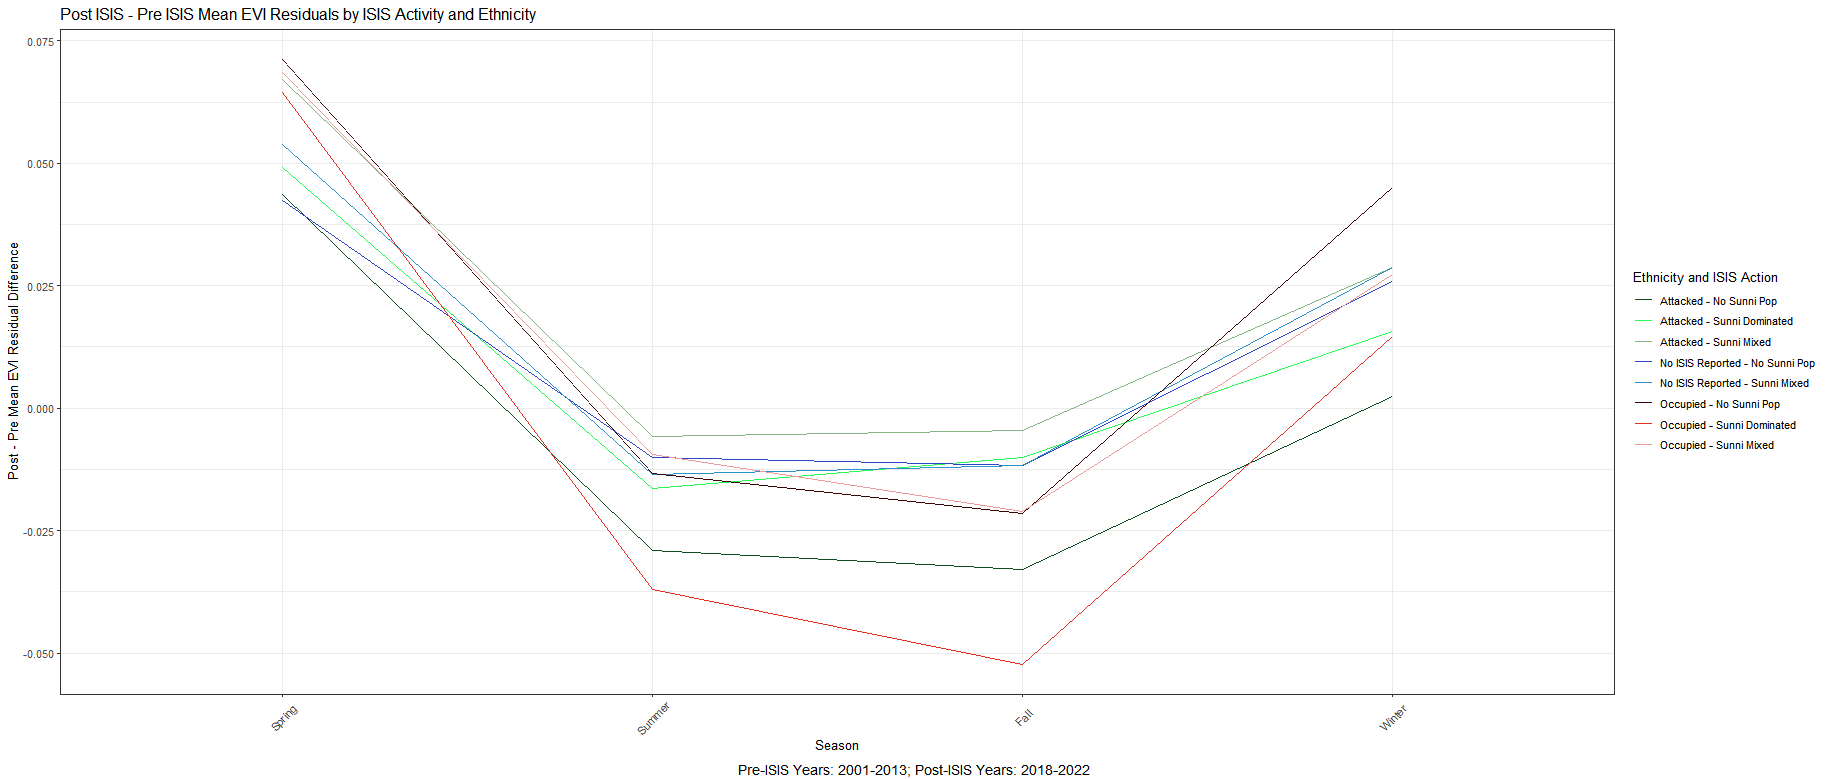 Post ISIS - Pre ISIS Mean EVI Residuals by ISIS Activity and Ethnicity
Post - Pre Mean EVI Residual Difference
0.075
0.050
0.025
0.000
-0.025
-0.050
Spring
Summer
Fall
Winter
Season
Pre-ISIS Years: 2001-2013; Post-ISIS Years: 2018-2022
Ethnicity and ISIS Action
Attacked - No Sunni Pop
Attacked - Sunni Dominated
Attacked - Sunni Mixed
No ISIS Reported - No Sunni Pop
No ISIS Reported - Sunni Mixed
Occupied - No Sunni Pop
Occupied - Sunni Dominated
Occupied - Sunni Mixed